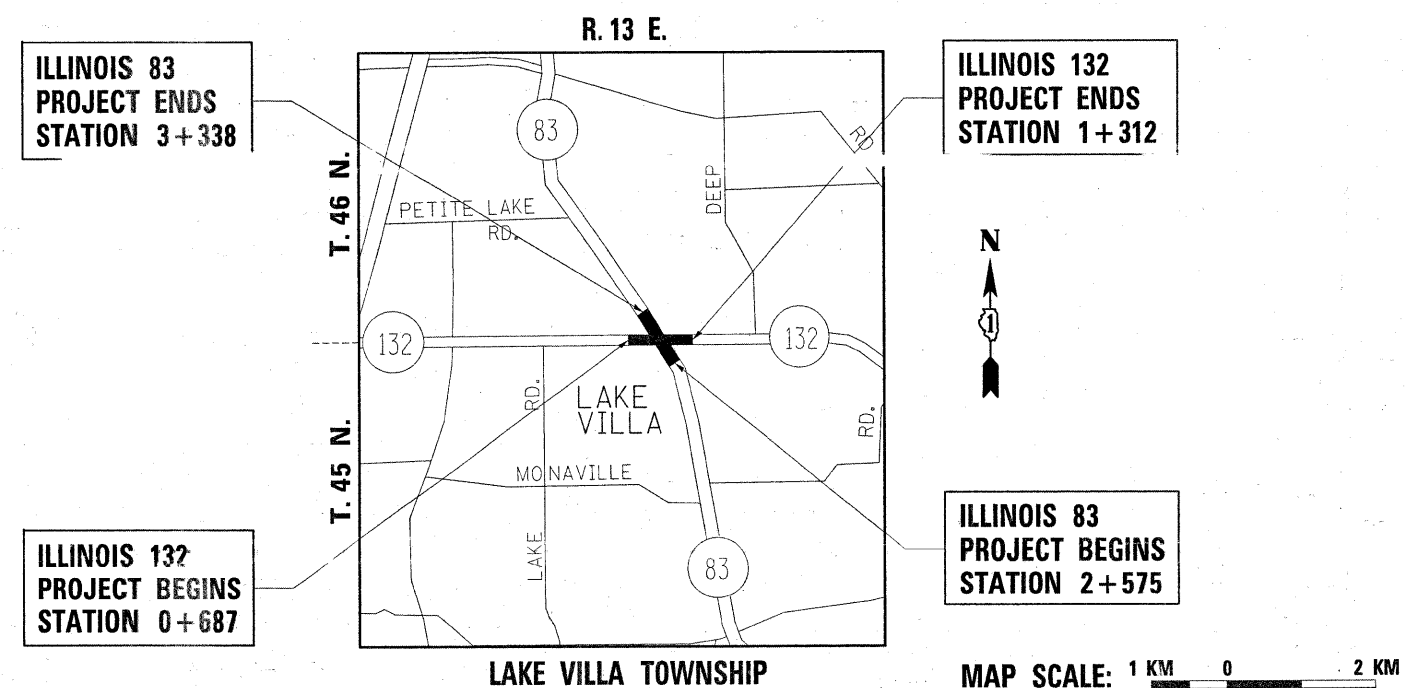 R. 13 E.
ILLINOIS 83
PROJECT ENDS
STATION 3+338
ILLINOIS 132
PROJECT ENDS
STATION 1+312
83
RD.
T. 46 N.
DEEP
PETITE LAKE
RD.
N
1
132
132
RD.
LAKE
VILLA
RD.
T. 45 N.
MONAVILLE
LAKE
83
ILLINOIS 132
PROJECT BEGINS
STATION 0+687
ILLINOIS 83
PROJECT BEGINS
STATION 2+575
LAKE VILLA TOWNSHIP
MAP SCALE: 1 KM 0 2 KM